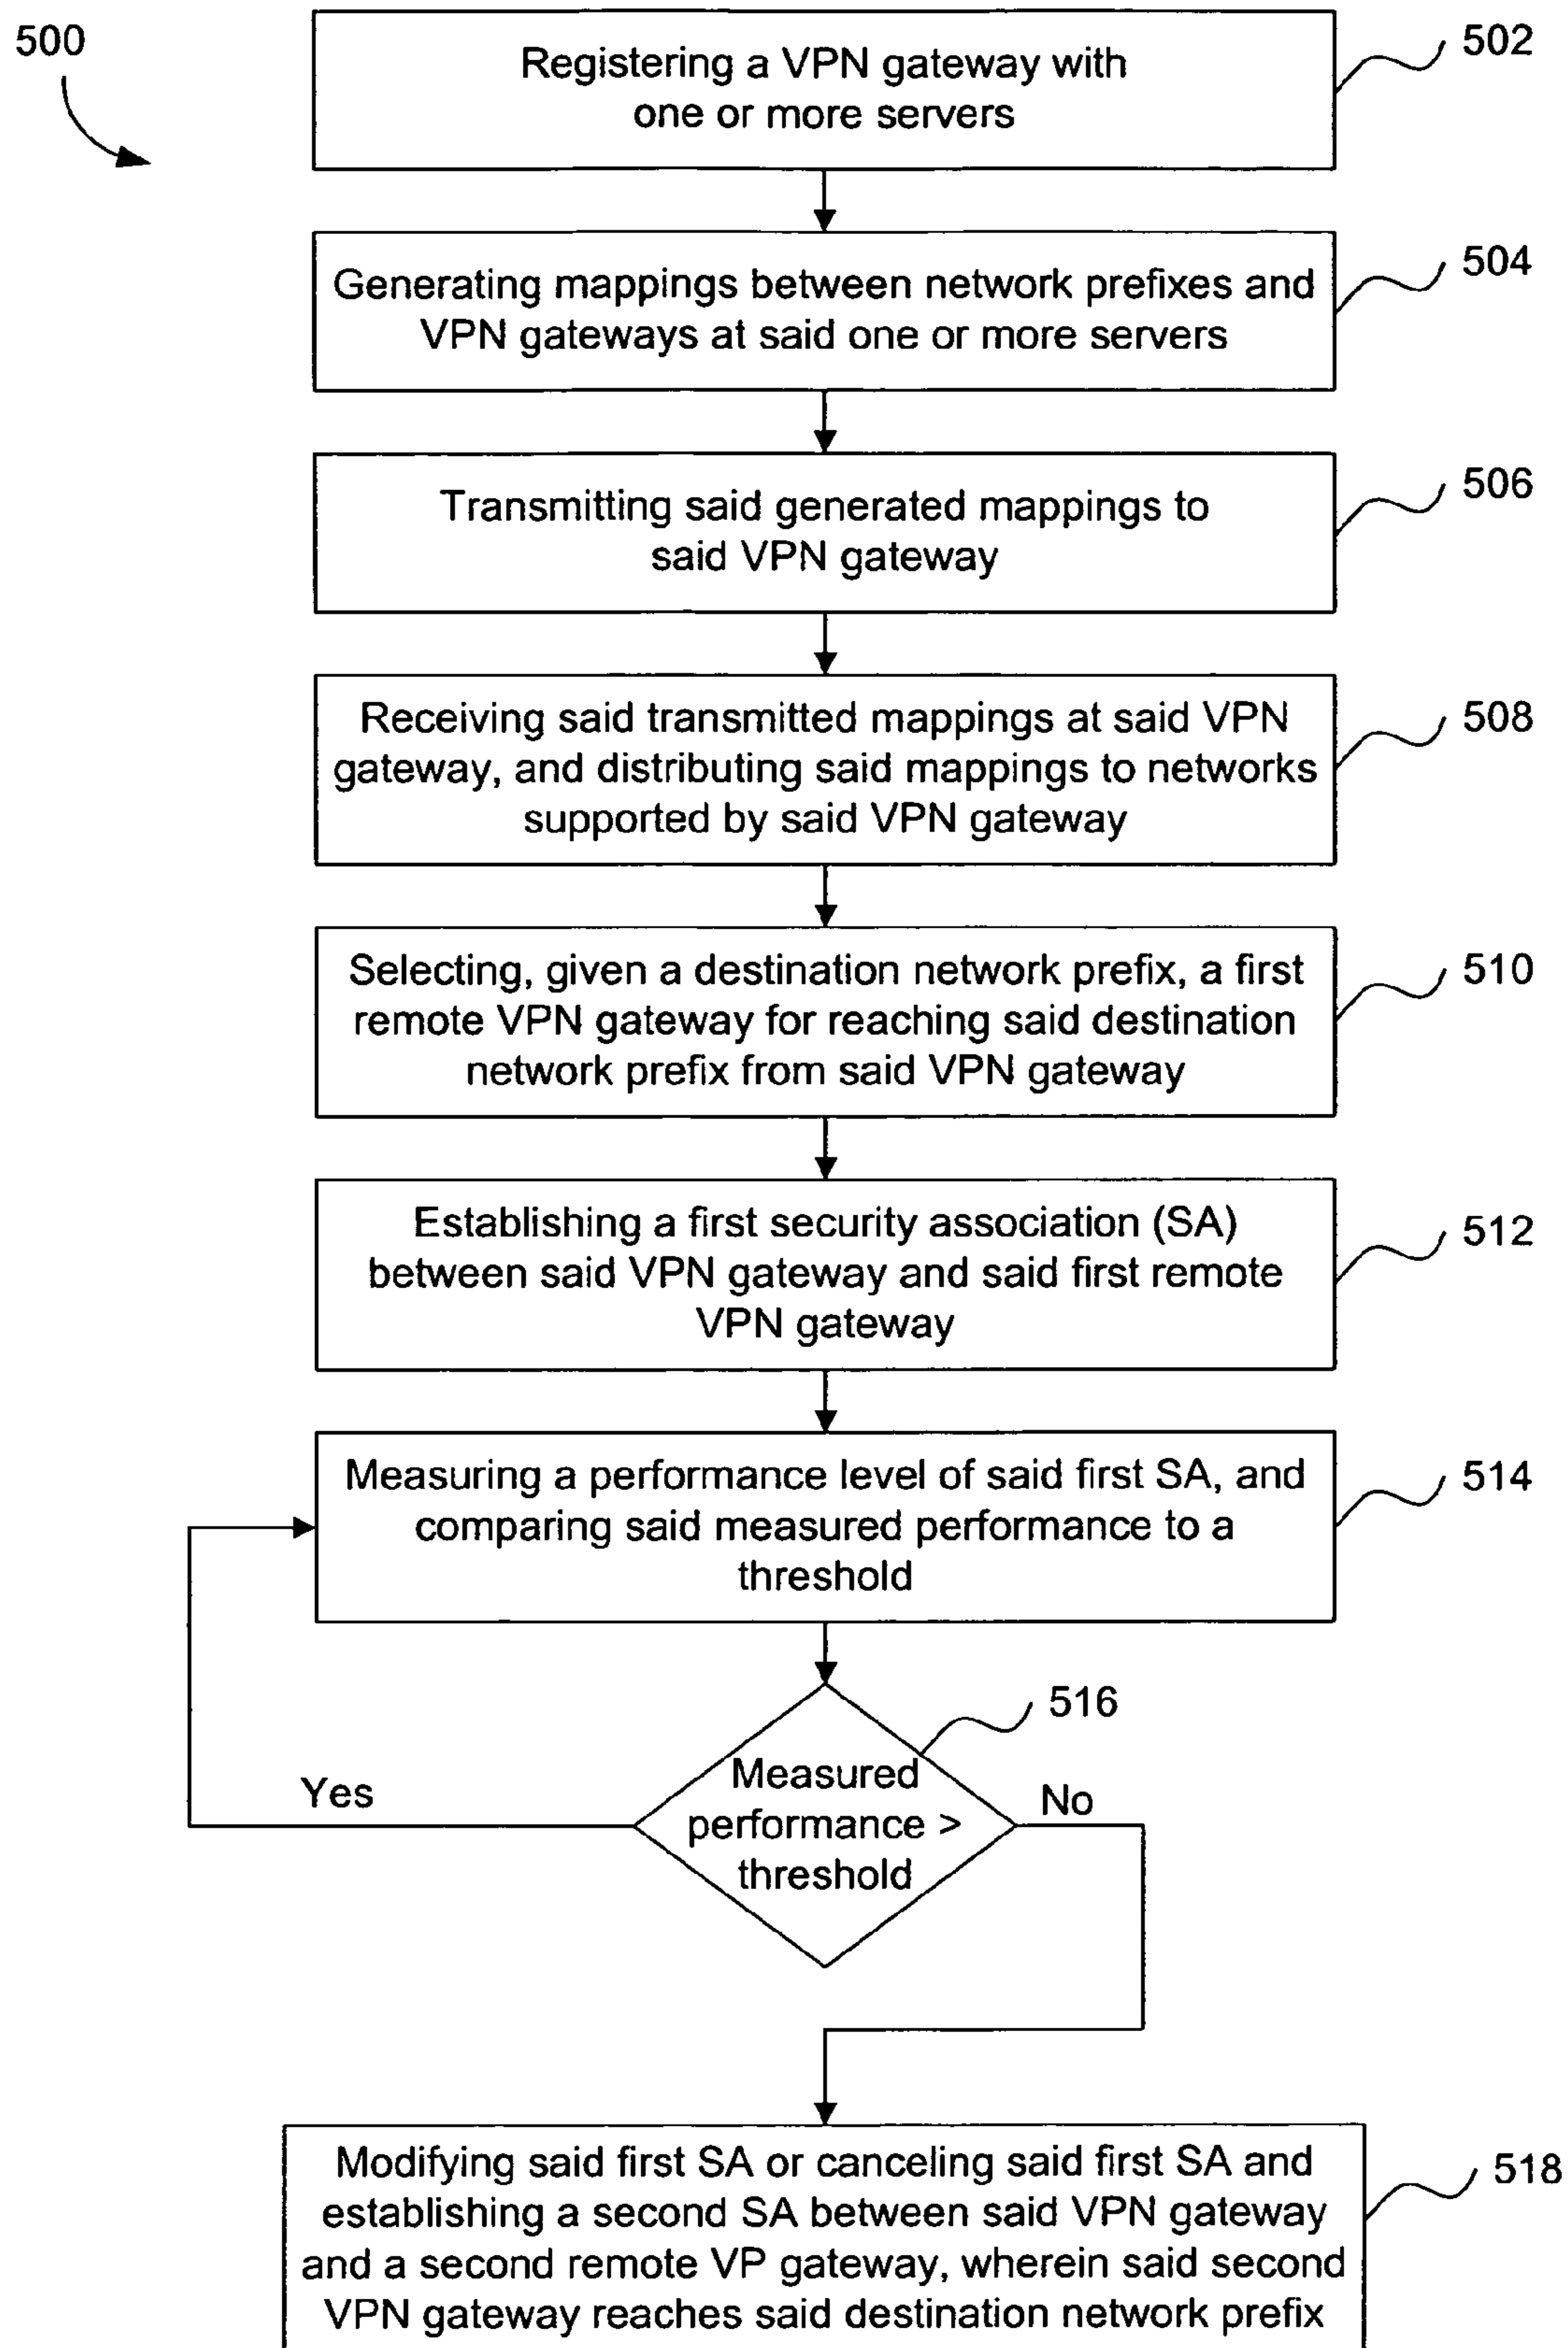 500
Registering a VPN gateway with
one or more servers
502
Generating mappings between network prefixes and
VPN gateways at said one or more servers
504
Transmitting said generated mappings to
said VPN gateway
506
Receiving said transmitted mappings at said VPN
gateway, and distributing said mappings to networks
supported by said VPN gateway
508
Selecting, given a destination network prefix, a first
remote VPN gateway for reaching said destination
network prefix from said VPN gateway
510
Establishing a first security association (SA)
between said VPN gateway and said first remote
VPN gateway
512
Measuring a performance level of said first SA, and
comparing said measured performance to a
threshold
514
516
Measured
performance >
threshold
Yes
No
Modifying said first SA or canceling said first SA and
establishing a second SA between said VPN gateway
and a second remote VP gateway, wherein said second
VPN gateway reaches said destination network prefix
518